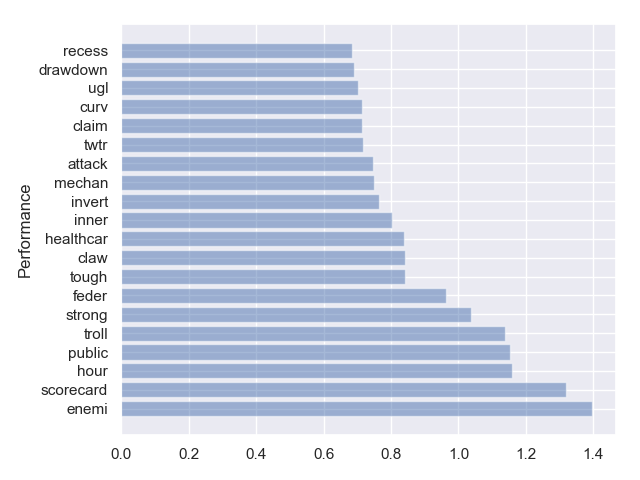 recess
drawdown
ugl
curv
claim
twtr
attack
mechan
invert
inner
healthcar
claw
tough
feder
strong
troll
public
hour
scorecard
enemi
Performance
0.0 0.2 0.4 0.6 0.8 1.0 1.2 1.4